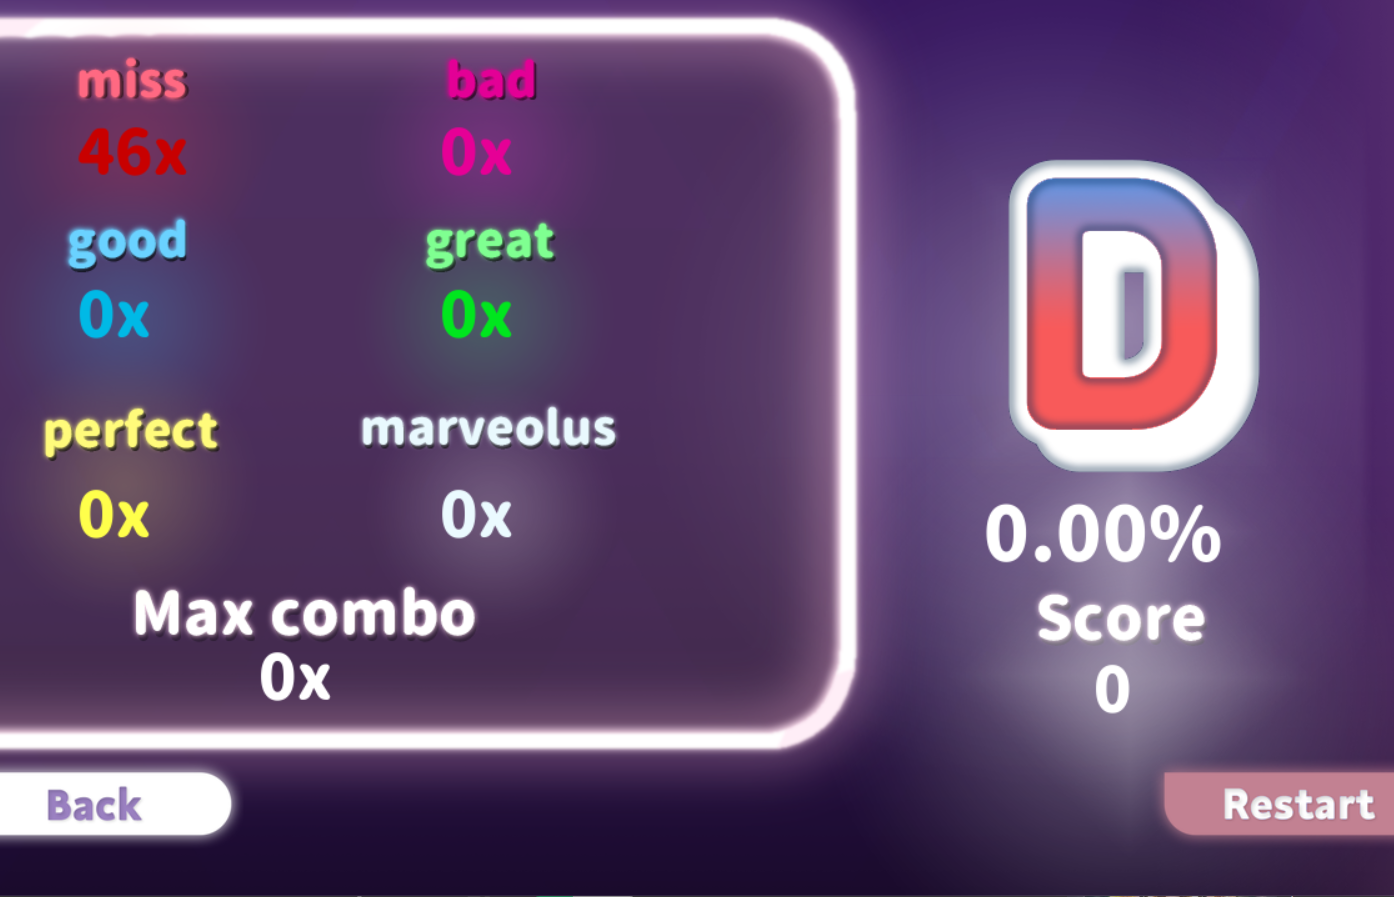 miss bad
46x 0x
good great
0x 0x
perfect marveolus
0x 0x
Max combo
0x
D
0.00%
Score
0
Back
Restart